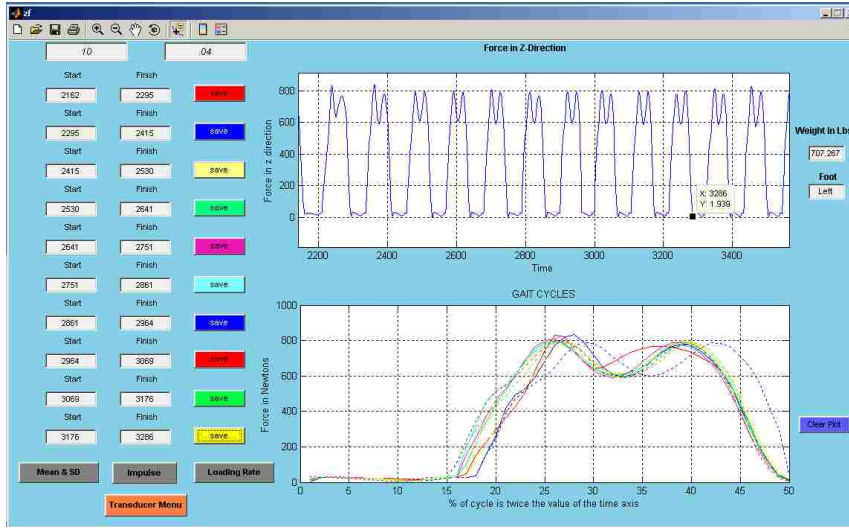 zf
10 .04
Force in Z-Direction
Start Finish
2162 2295 save
Start Finish
2295 2415 save
Start Finish
2415 2530 save
Start Finish
2530 2641 save
Start Finish
2641 2751 save
Start Finish
2751 2861 save
Start Finish
2861 2964 save
Start Finish
2964 3069 save
Start Finish
3069 3176 save
Start Finish
3176 3286 save
Mean & SD Impulse Loading Rate
Transducer Menu
Force in z direction
800
600
400
200
0
X: 3286
Y: 1.939
2200 2400 2600 2800 3000 3200 3400
Time
Weight In Lbs
707.267
Foot
Left
GAIT CYCLES
Force in Newtons
1000
800
600
400
200
0
0 5 10 15 20 25 30 35 40 45 50
% of cycle is twice the value of the time axis
Clear Plot